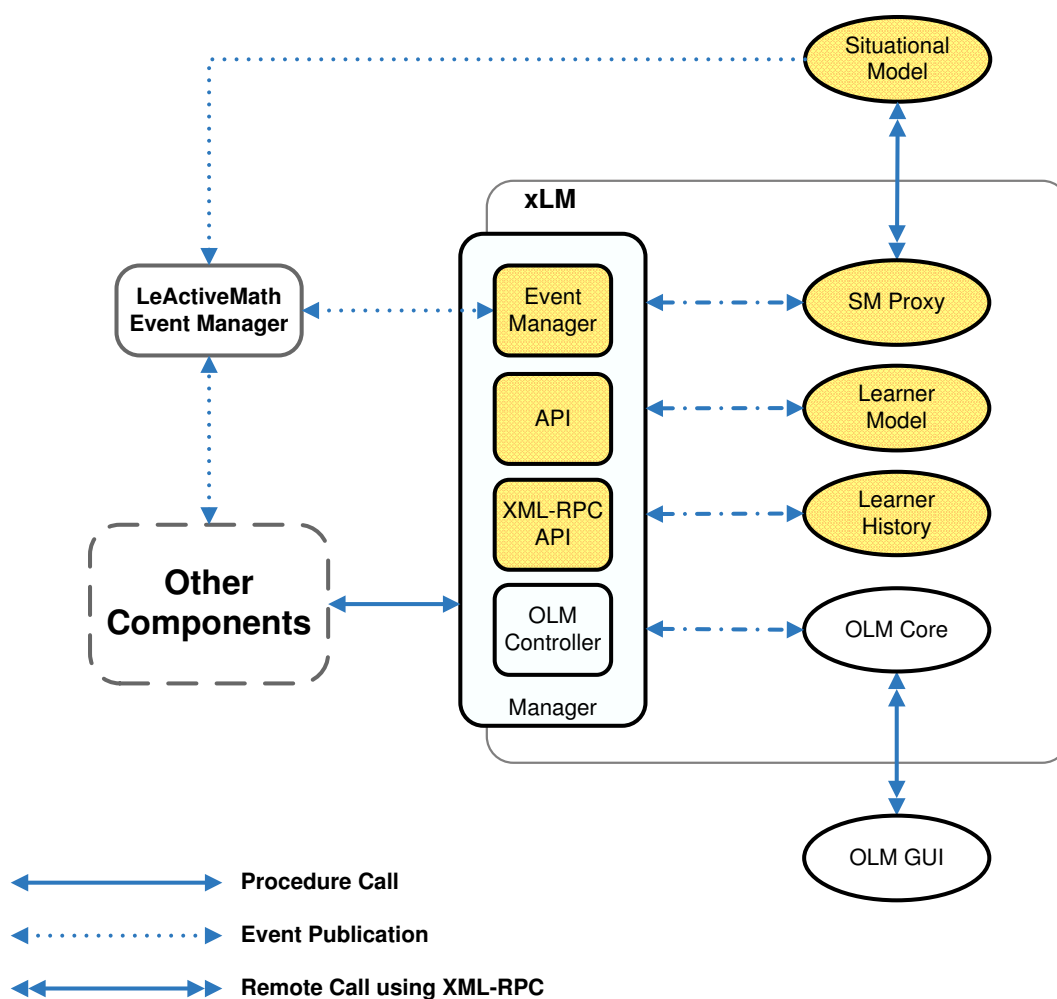 Situational
Model
xLM
LeActiveMath
Event Manager
Event
Manager
SM Proxy
API
Learner
Model
XML-RPC
API
Learner
History
Other
Components
OLM
Controller
OLM Core
Manager
OLM GUI
Procedure Call
Event Publication
Remote Call using XML-RPC